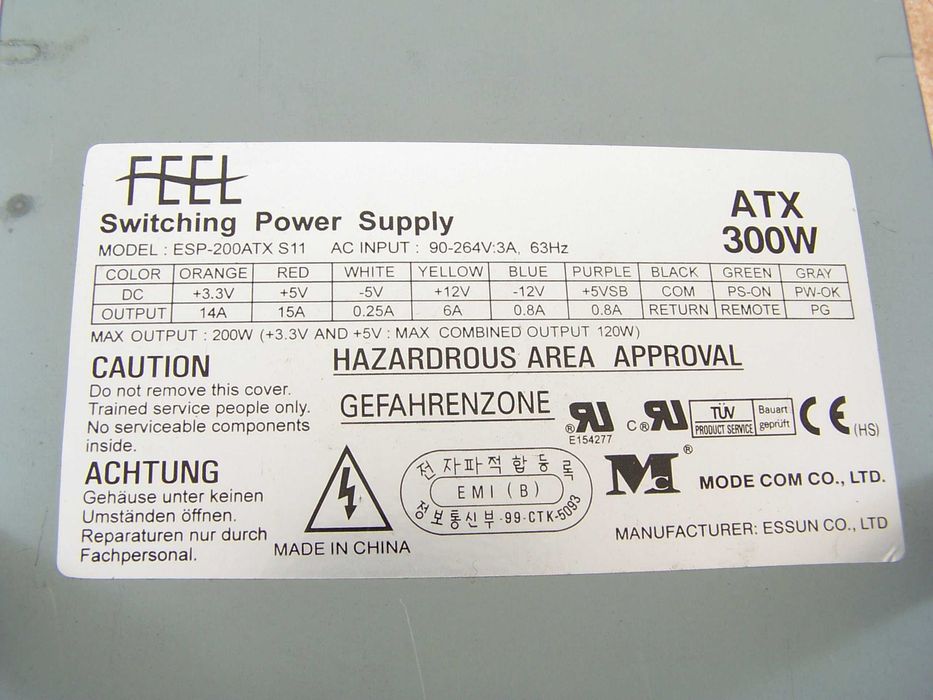 FEEL
Switching Power Supply
ATX
300W
MODEL : ESP-200ATX S11 AC INPUT : 90-264V:3A, 63Hz
COLOR ORANGE RED WHITE YELLOW BLUE PURPLE BLACK GREEN GRAY
DC +3.3V +5V -5V +12V -12V +5VSB COM PS-ON PW-OK
OUTPUT 14A 15A 0.25A 6A 0.8A 0.8A RETURN REMOTE PG
MAX OUTPUT : 200W (+3.3V AND +5V : MAX COMBINED OUTPUT 120W)
CAUTION
Do not remove this cover.
Trained service people only.
No serviceable components
inside.
ACHTUNG
Gehäuse unter keinen
Umständen öffnen.
Reparaturen nur durch
Fachpersonal.
HAZARDROUS AREA APPROVAL
GEFAHRENZONE
® RU
E154277
C ® RU
TÜV
PRODUCT SERVICE
Bauart
geprüft
CE (HS)
MADE IN CHINA
전자파적합등록
EMI (B)
정보통신부-99-CTK-5093
Mc ®
MODE COM CO., LTD.
MANUFACTURER: ESSUN CO., LTD